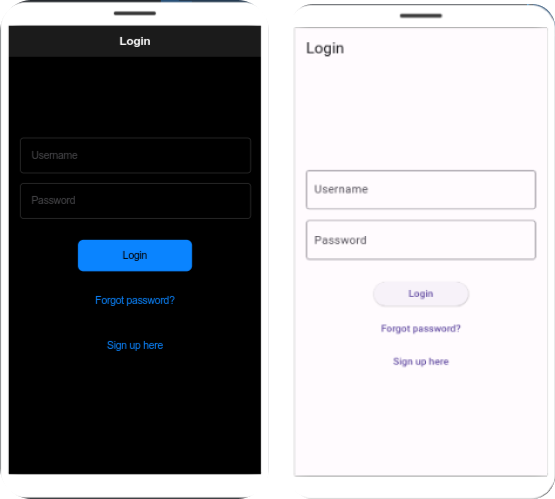 Login
Username
Password
Login
Forgot password?
Sign up here
Login
Username
Password
Login
Forgot password?
Sign up here